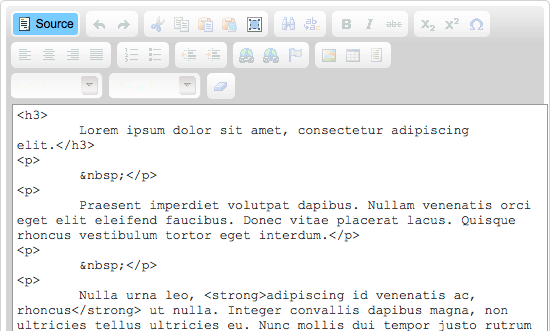 Source
B I abc X₂ X² Ω
<h3>
Lorem ipsum dolor sit amet, consectetur adipiscing
elit.</h3>
<p>
&nbsp;</p>
<p>
Praesent imperdiet volutpat dapibus. Nullam venenatis orci
eget elit eleifend faucibus. Donec vitae placerat lacus. Quisque
rhoncus vestibulum tortor eget interdum.</p>
<p>
&nbsp;</p>
<p>
Nulla urna leo, <strong>adipiscing id venenatis ac,
rhoncus</strong> ut nulla. Integer convallis dapibus magna, non
ultricies tellus ultricies eu. Nunc mollis dui tempor justo rutrum